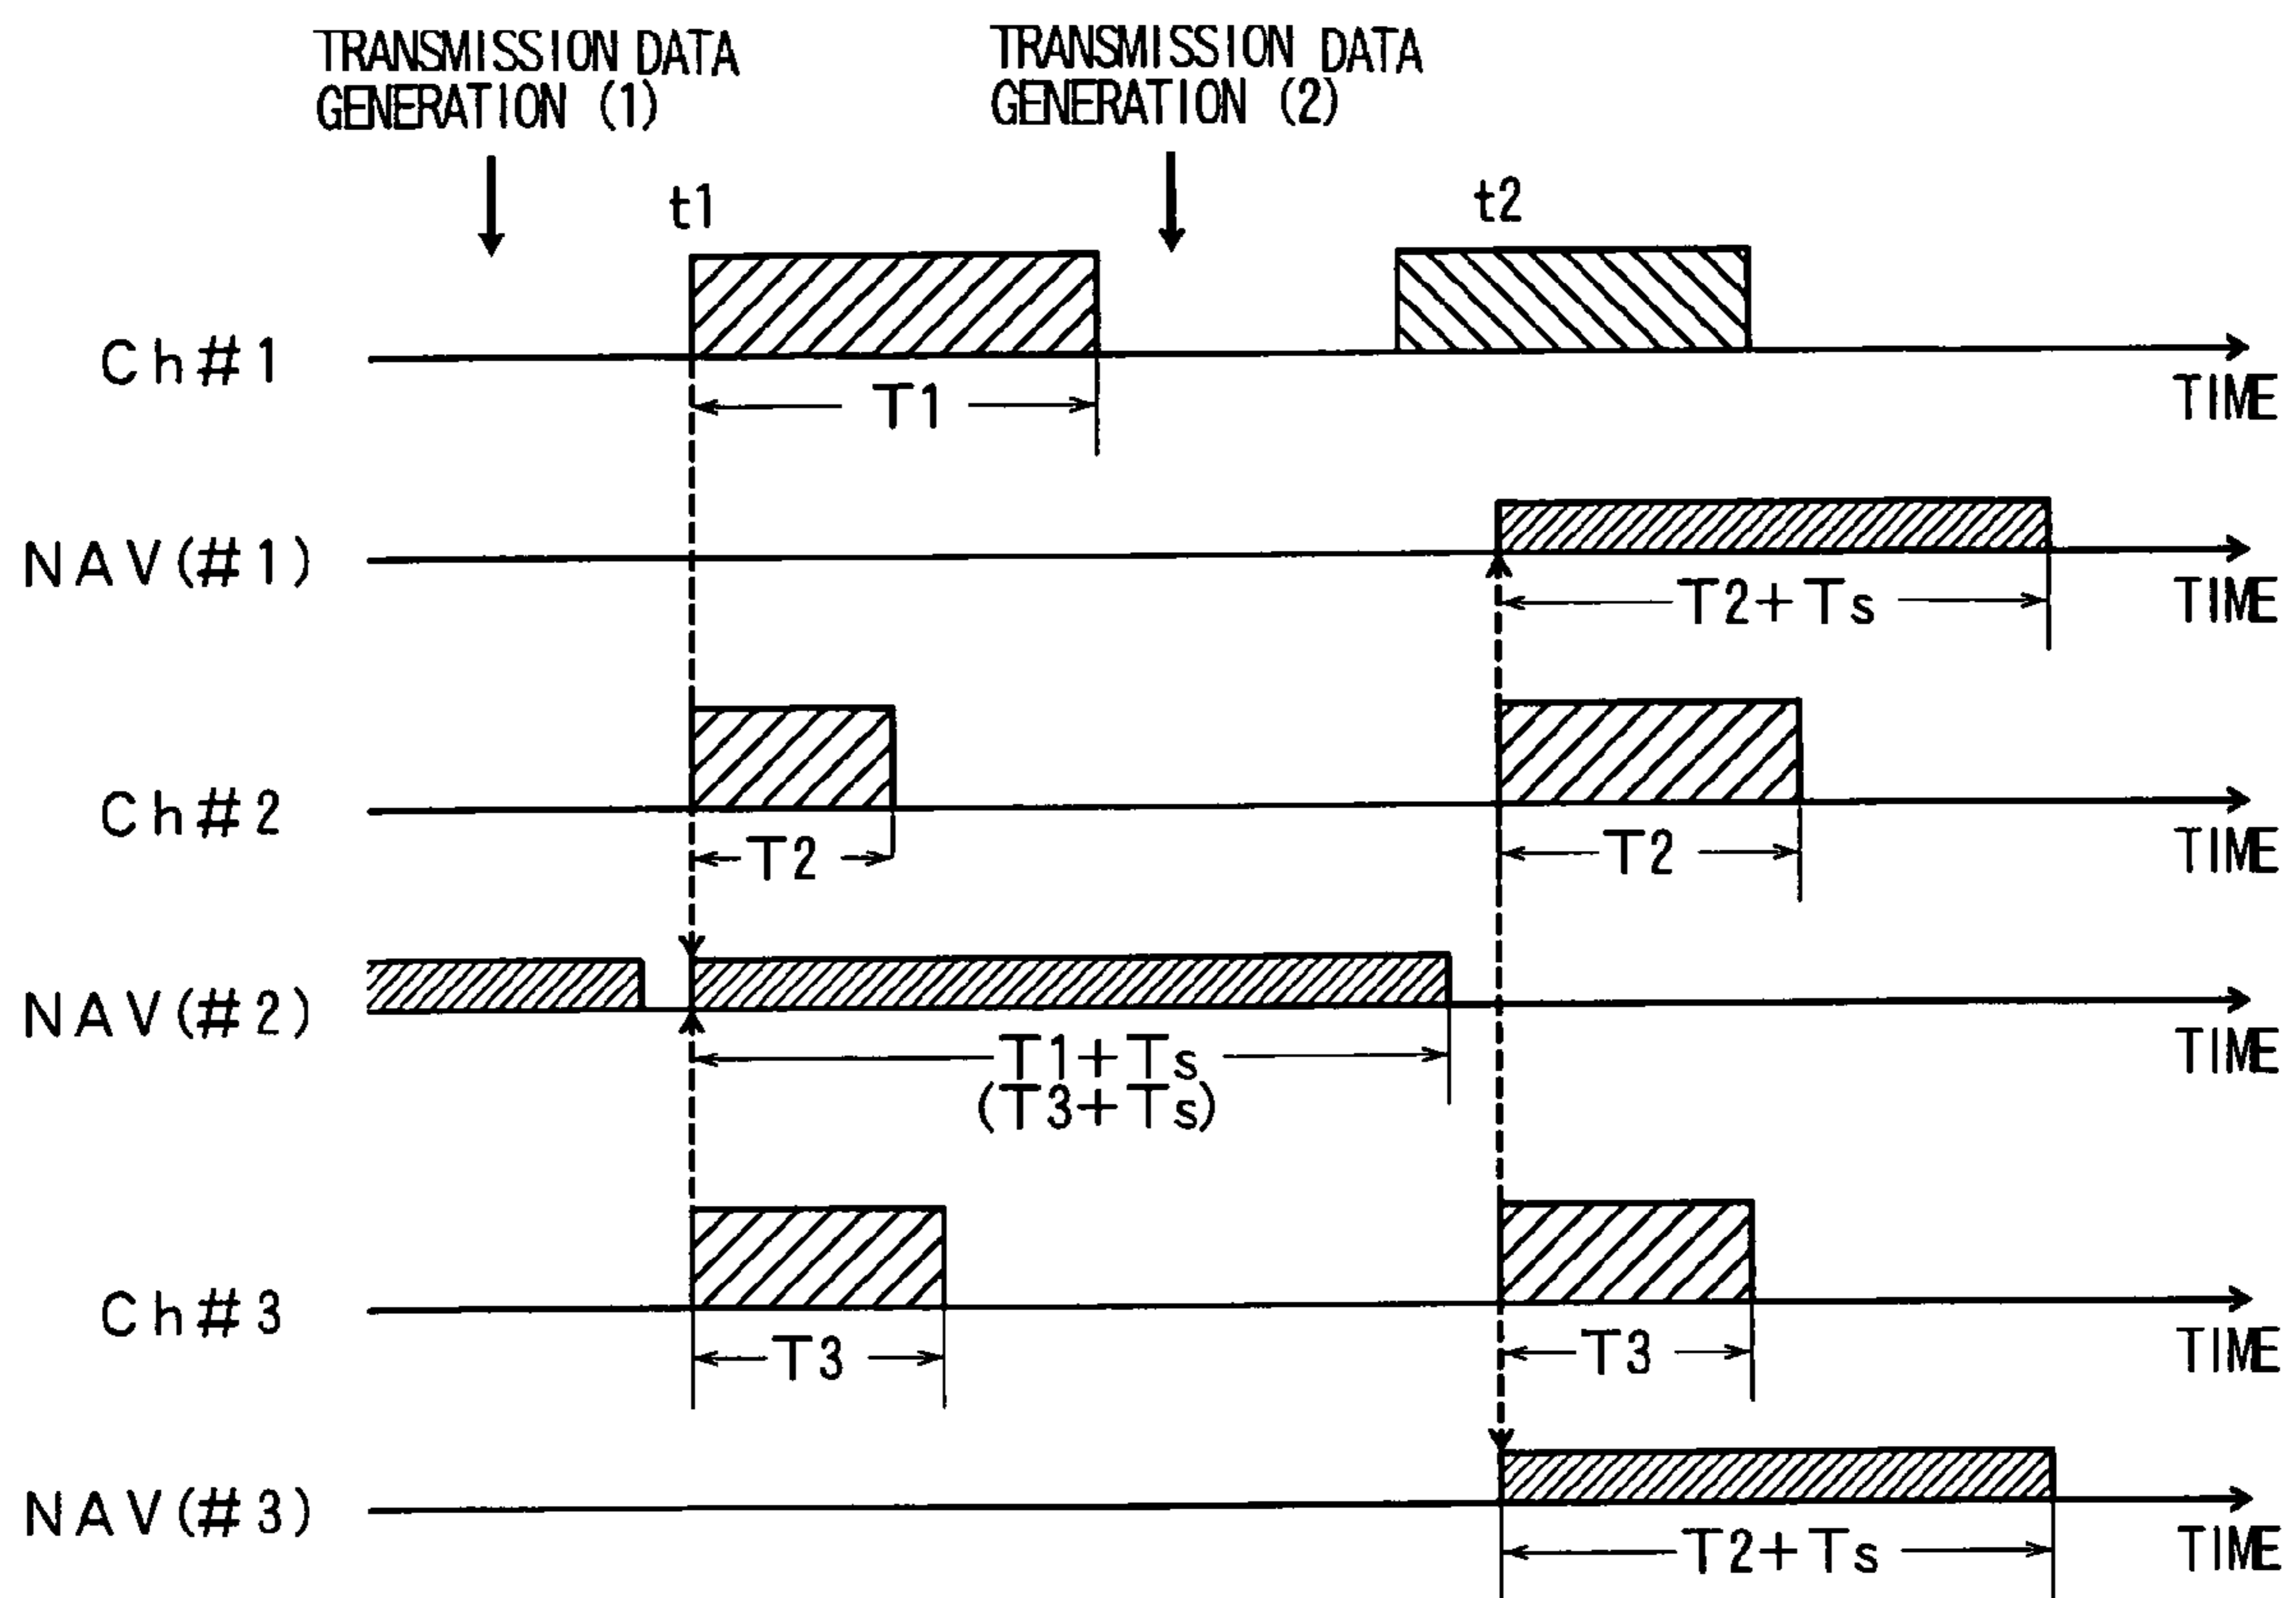 TRANSMISSION DATA
GENERATION (1)
TRANSMISSION DATA
GENERATION (2)
t1
t2
Ch#1
TIME
T1
NAV(#1)
TIME
T2+Ts
Ch#2
TIME
T2
T2
NAV(#2)
TIME
T1+Ts
(T3+Ts)
Ch#3
TIME
T3
T3
NAV(#3)
TIME
T2+Ts